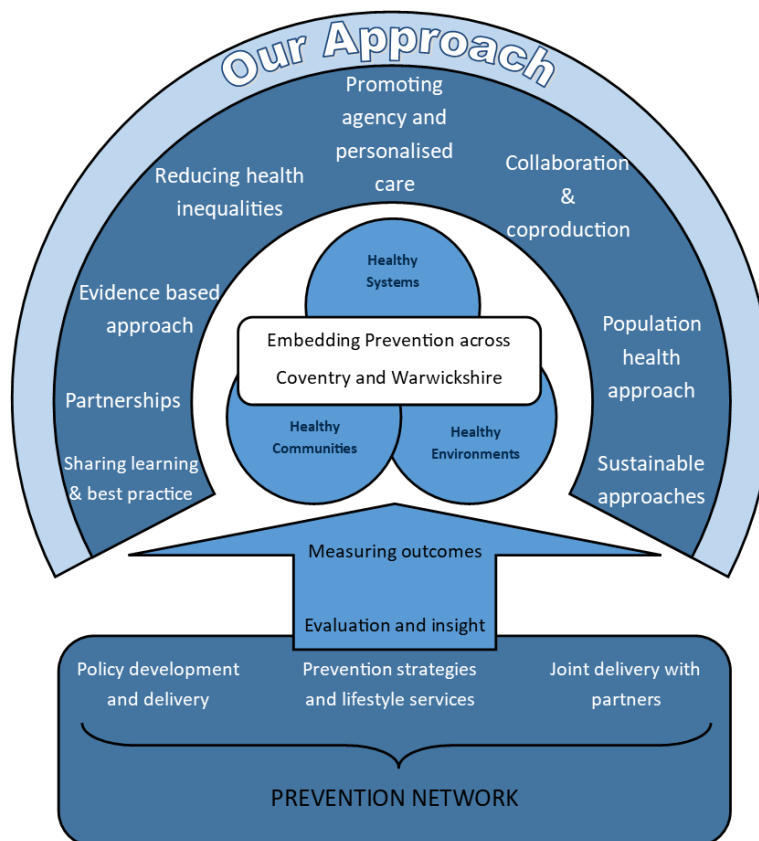 Our Approach
Promoting
agency and
personalised
care
Reducing health
inequalities
Collaboration
&
coproduction
Evidence based
approach
Population
health
approach
Partnerships
Sharing learning
& best practice
Sustainable
approaches
Healthy
Systems
Embedding Prevention across
Coventry and Warwickshire
Healthy
Communities
Healthy
Environments
Measuring outcomes
Evaluation and insight
Policy development
and delivery
Prevention strategies
and lifestyle services
Joint delivery with
partners
PREVENTION NETWORK